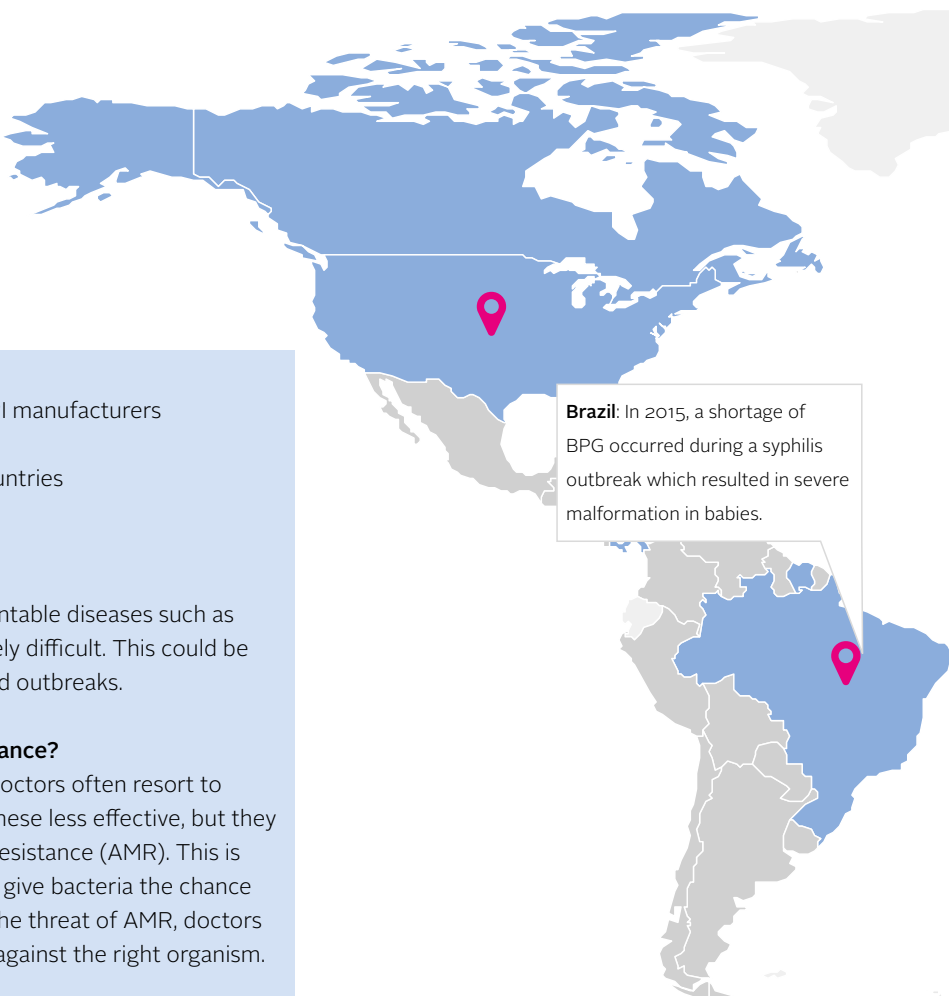 I manufacturers
untries
ntable diseases such as
ely difficult. This could be
d outbreaks.
ance?
octors often resort to
hese less effective, but they
esistance (AMR). This is
give bacteria the chance
he threat of AMR, doctors
against the right organism.
Brazil: In 2015, a shortage of
BPG occurred during a syphilis
outbreak which resulted in severe
malformation in babies.